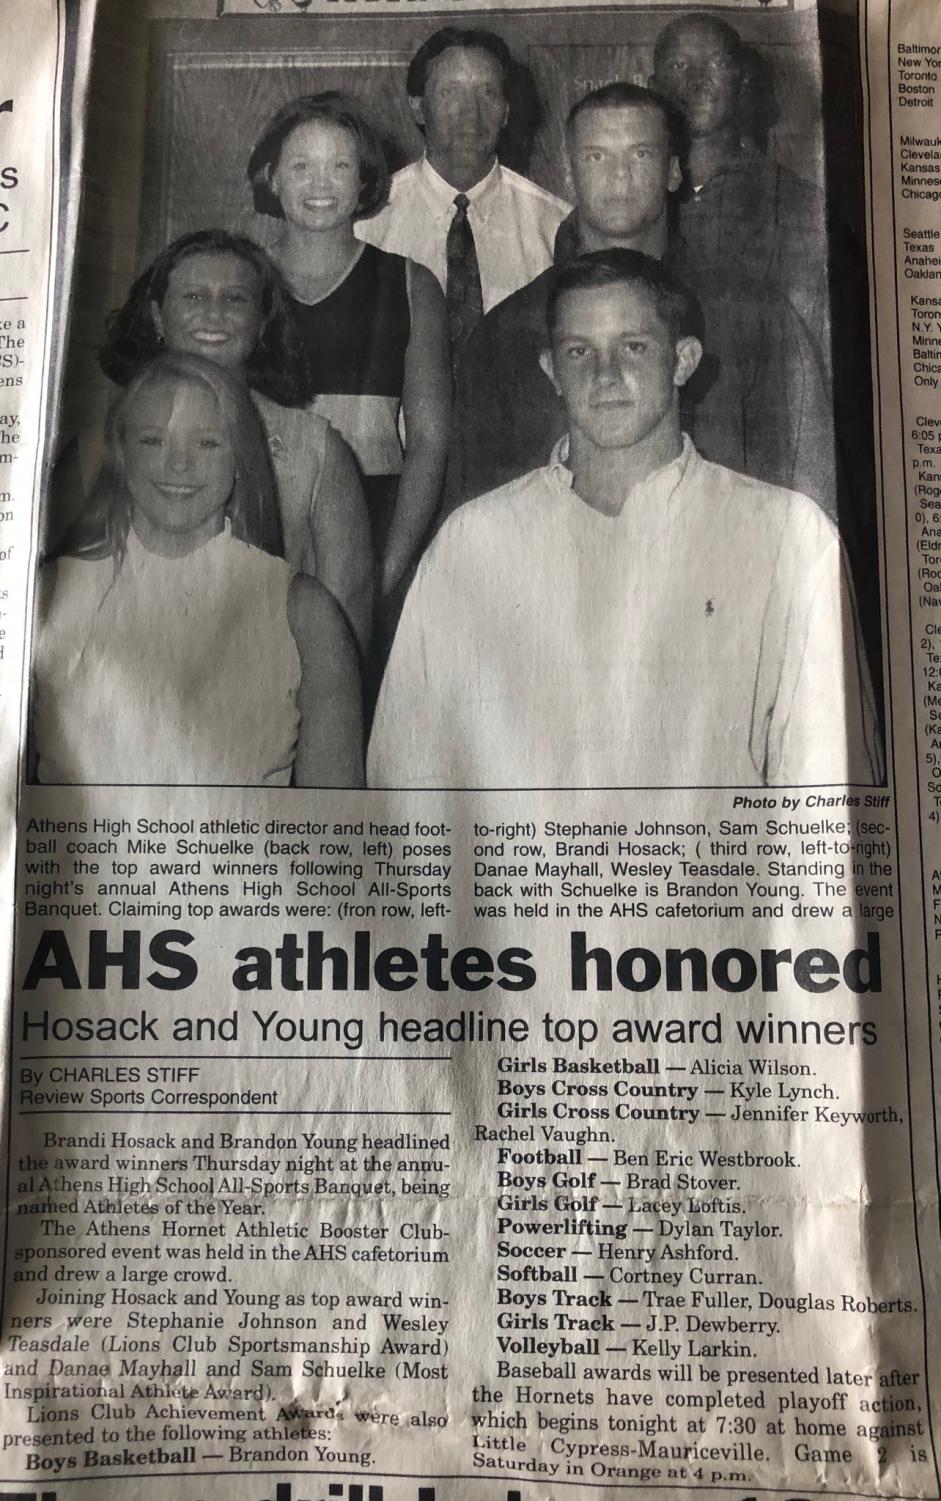 Snack B
Photo by Charles Stiff
Athens High School athletic director and head foot-
ball coach Mike Schuelke (back row, left) poses
with the top award winners following Thursday
night's annual Athens High School All-Sports
Banquet. Claiming top awards were: (fron row, left-
to-right) Stephanie Johnson, Sam Schuelke; (sec-
ond row, Brandi Hosack; ( third row, left-to-right)
Danae Mayhall, Wesley Teasdale. Standing in the
back with Schuelke is Brandon Young. The event
was held in the AHS cafetorium and drew a large
AHS athletes honored
Hosack and Young headline top award winners
By CHARLES STIFF
Review Sports Correspondent
Brandi Hosack and Brandon Young headlined
the award winners Thursday night at the annu-
al Athens High School All-Sports Banquet, being
named Athletes of the Year.
The Athens Hornet Athletic Booster Club-
sponsored event was held in the AHS cafetorium
and drew a large crowd.
Joining Hosack and Young as top award win-
ners were Stephanie Johnson and Wesley
Teasdale (Lions Club Sportsmanship Award)
and Danae Mayhall and Sam Schuelke (Most
Inspirational Athlete Award).
Lions Club Achievement Awards were also
presented to the following athletes:
Boys Basketball — Brandon Young.
Girls Basketball — Alicia Wilson.
Boys Cross Country — Kyle Lynch.
Girls Cross Country — Jennifer Keyworth,
Rachel Vaughn.
Football — Ben Eric Westbrook.
Boys Golf — Brad Stover.
Girls Golf — Lacey Loftis.
Powerlifting — Dylan Taylor.
Soccer — Henry Ashford.
Softball — Cortney Curran.
Boys Track — Trae Fuller, Douglas Roberts.
Girls Track — J.P. Dewberry.
Volleyball — Kelly Larkin.
Baseball awards will be presented later after
the Hornets have completed playoff action,
which begins tonight at 7:30 at home against
Little Cypress-Mauriceville. Game 2 is
Saturday in Orange at 4 p.m.
New York
Toronto
Boston
Detroit
Seattle
Texas